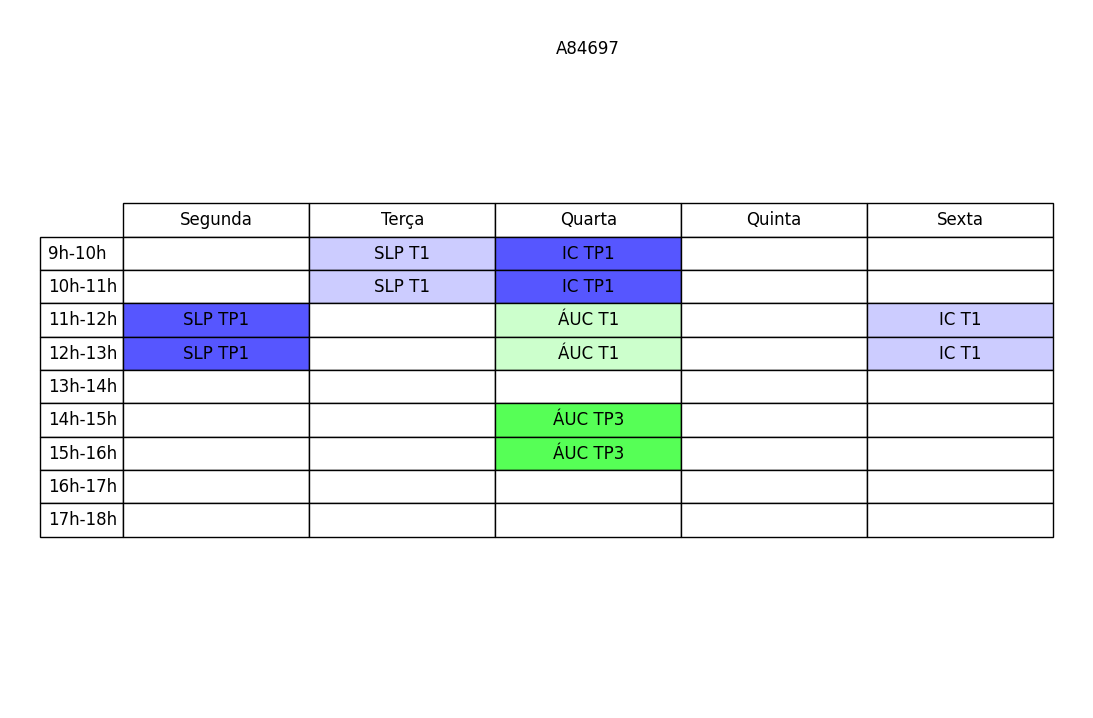 A84697
Segunda Terça Quarta Quinta Sexta
9h-10h SLP T1 IC TP1
10h-11h SLP T1 IC TP1
11h-12h SLP TP1 ÁUC T1 IC T1
12h-13h SLP TP1 ÁUC T1 IC T1
13h-14h
14h-15h ÁUC TP3
15h-16h ÁUC TP3
16h-17h
17h-18h